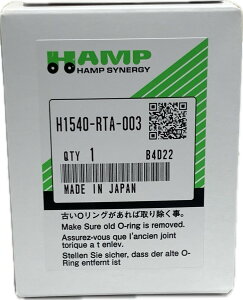 HAMP
HAMP SYNERGY
H1540-RTA-003
QTY 1 B4D22
MADE IN JAPAN
古いOリングがあれば取り除く事。
Make Sure old O-ring is removed.
Assurez-vous que l'ancien joint
torique a t enlev.
Stellen Sie sicher, dass der alte O-
Ring entfernt ist